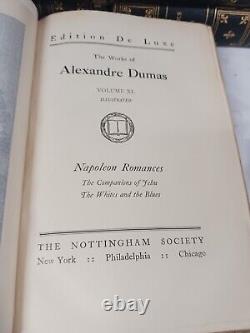 Edition De Luxe
The Works of
Alexandre Dumas
VOLUME XI.
ILLUSTRATED
Napoleon Romances
The Companions of Jehu
The Whites and the Blues
THE NOTTINGHAM SOCIETY
New York :: Philadelphia :: Chicago
ebay